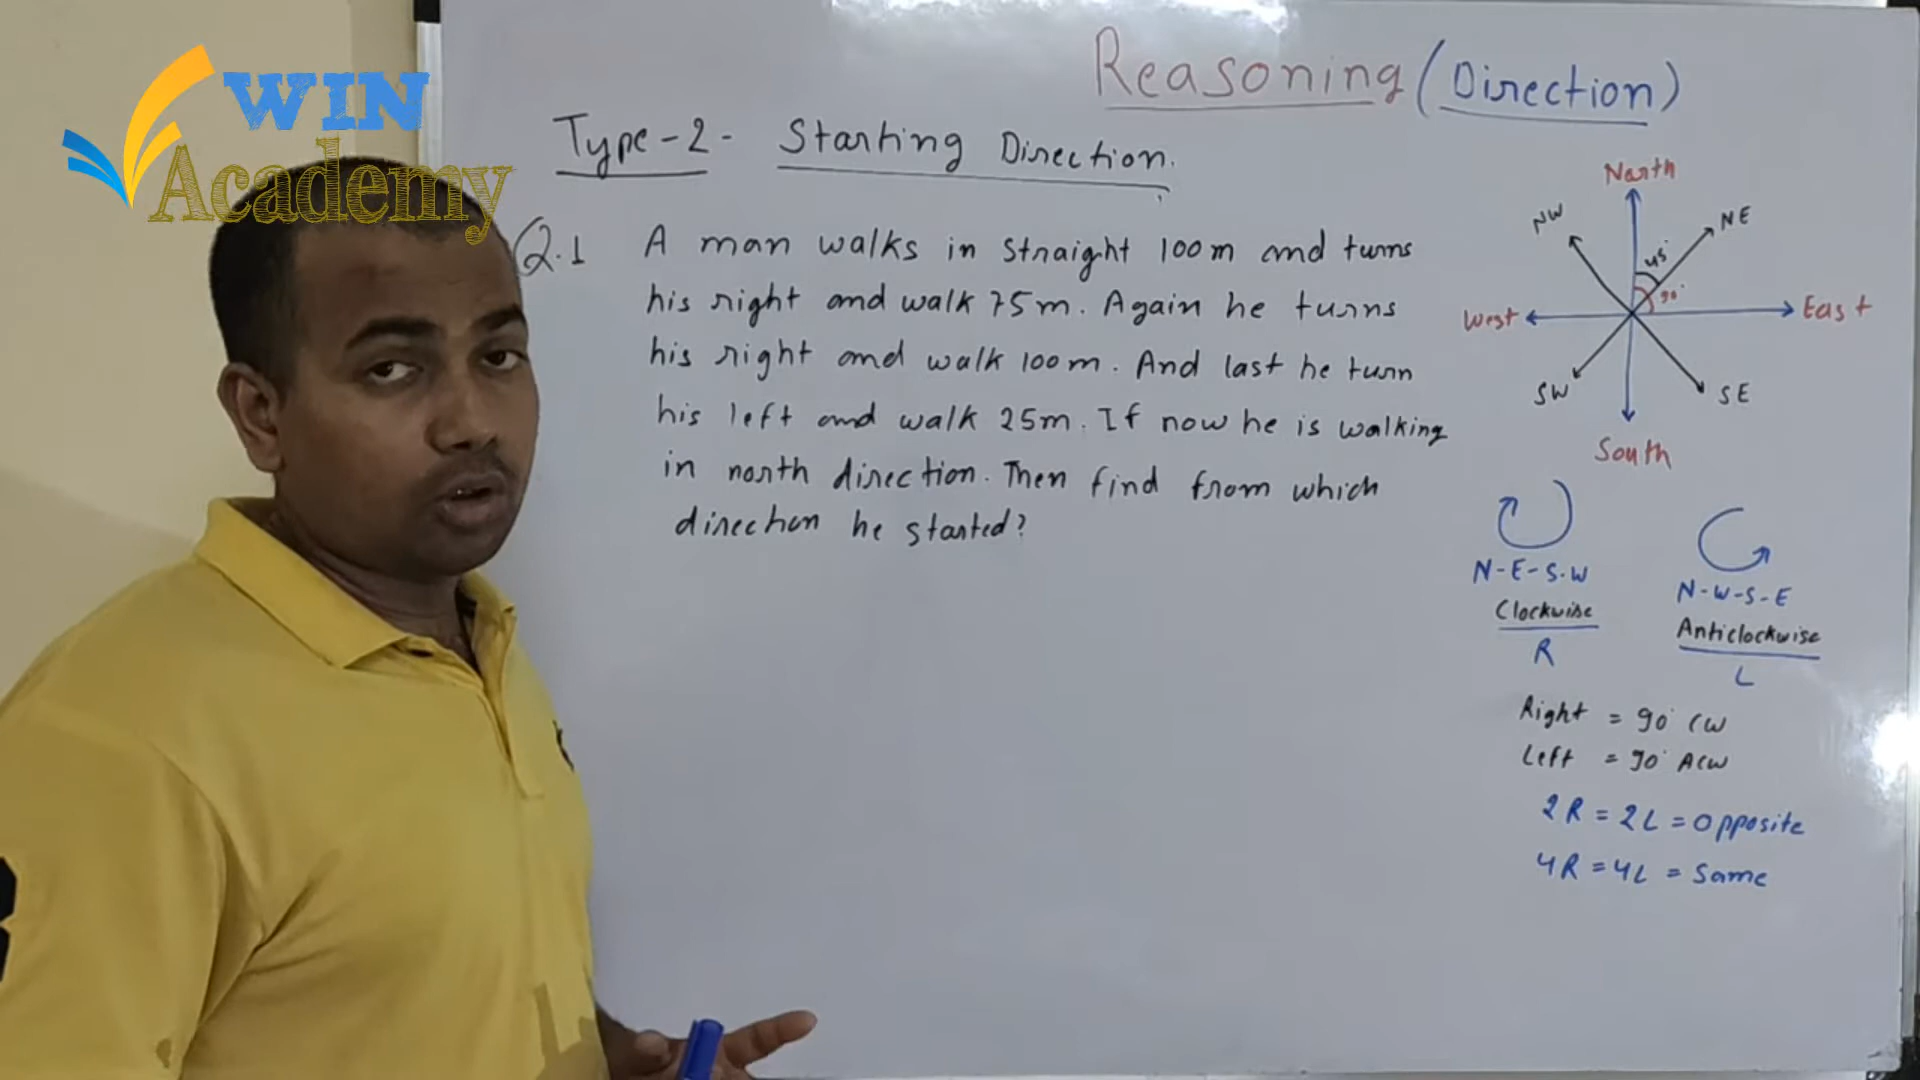 WIN
Academy
Reasoning (Direction)
Type-2- Starting Direction.
Q.1 A man walks in straight 100m and turns
his right and walk 75m. Again he turns
his right and walk 100m. And last he turn
his left and walk 25m. If now he is walking
in north direction. Then find from which
direction he started?
North
NW
NE
45°
90°
West
East
SW
SE
South
N-E-S-W
Clockwise
R
N-W-S-E
Anticlockwise
L
Right = 90° CW
Left = 90° ACW
2R = 2L = Opposite
4R = 4L = Same